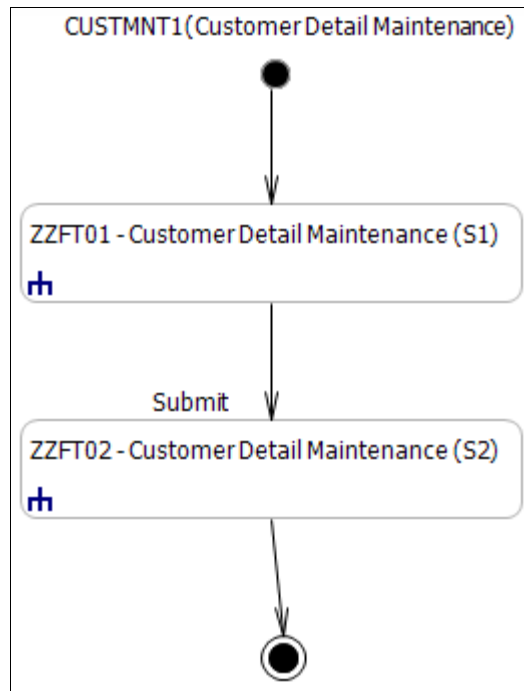 CUSTMNT1(Customer Detail Maintenance)
ZZFT01 - Customer Detail Maintenance (S1)
Submit
ZZFT02 - Customer Detail Maintenance (S2)